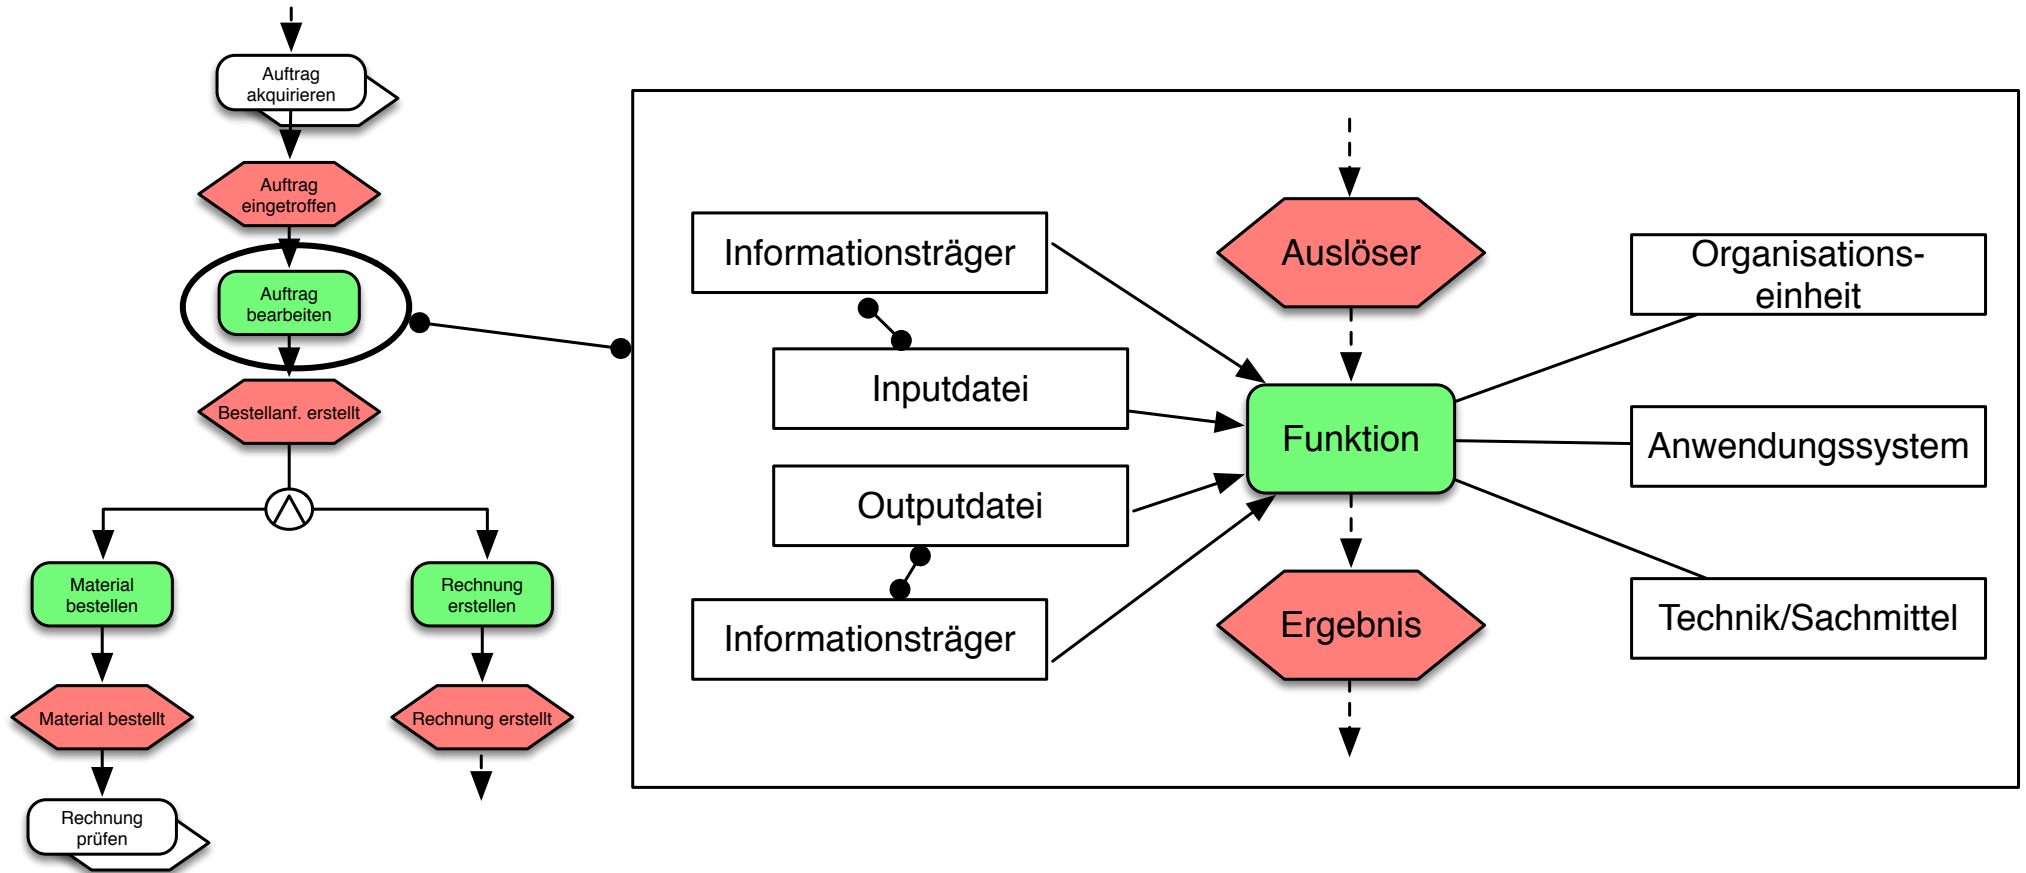 Auftrag
akquirieren
Auftrag
eingetroffen
Auftrag
bearbeiten
Bestellanf. erstellt
Material
bestellen
Rechnung
erstellen
Material bestellt
Rechnung erstellt
Rechnung
prüfen
Informationsträger
Inputdatei
Outputdatei
Informationsträger
Auslöser
Funktion
Ergebnis
Organisations-
einheit
Anwendungssystem
Technik/Sachmittel